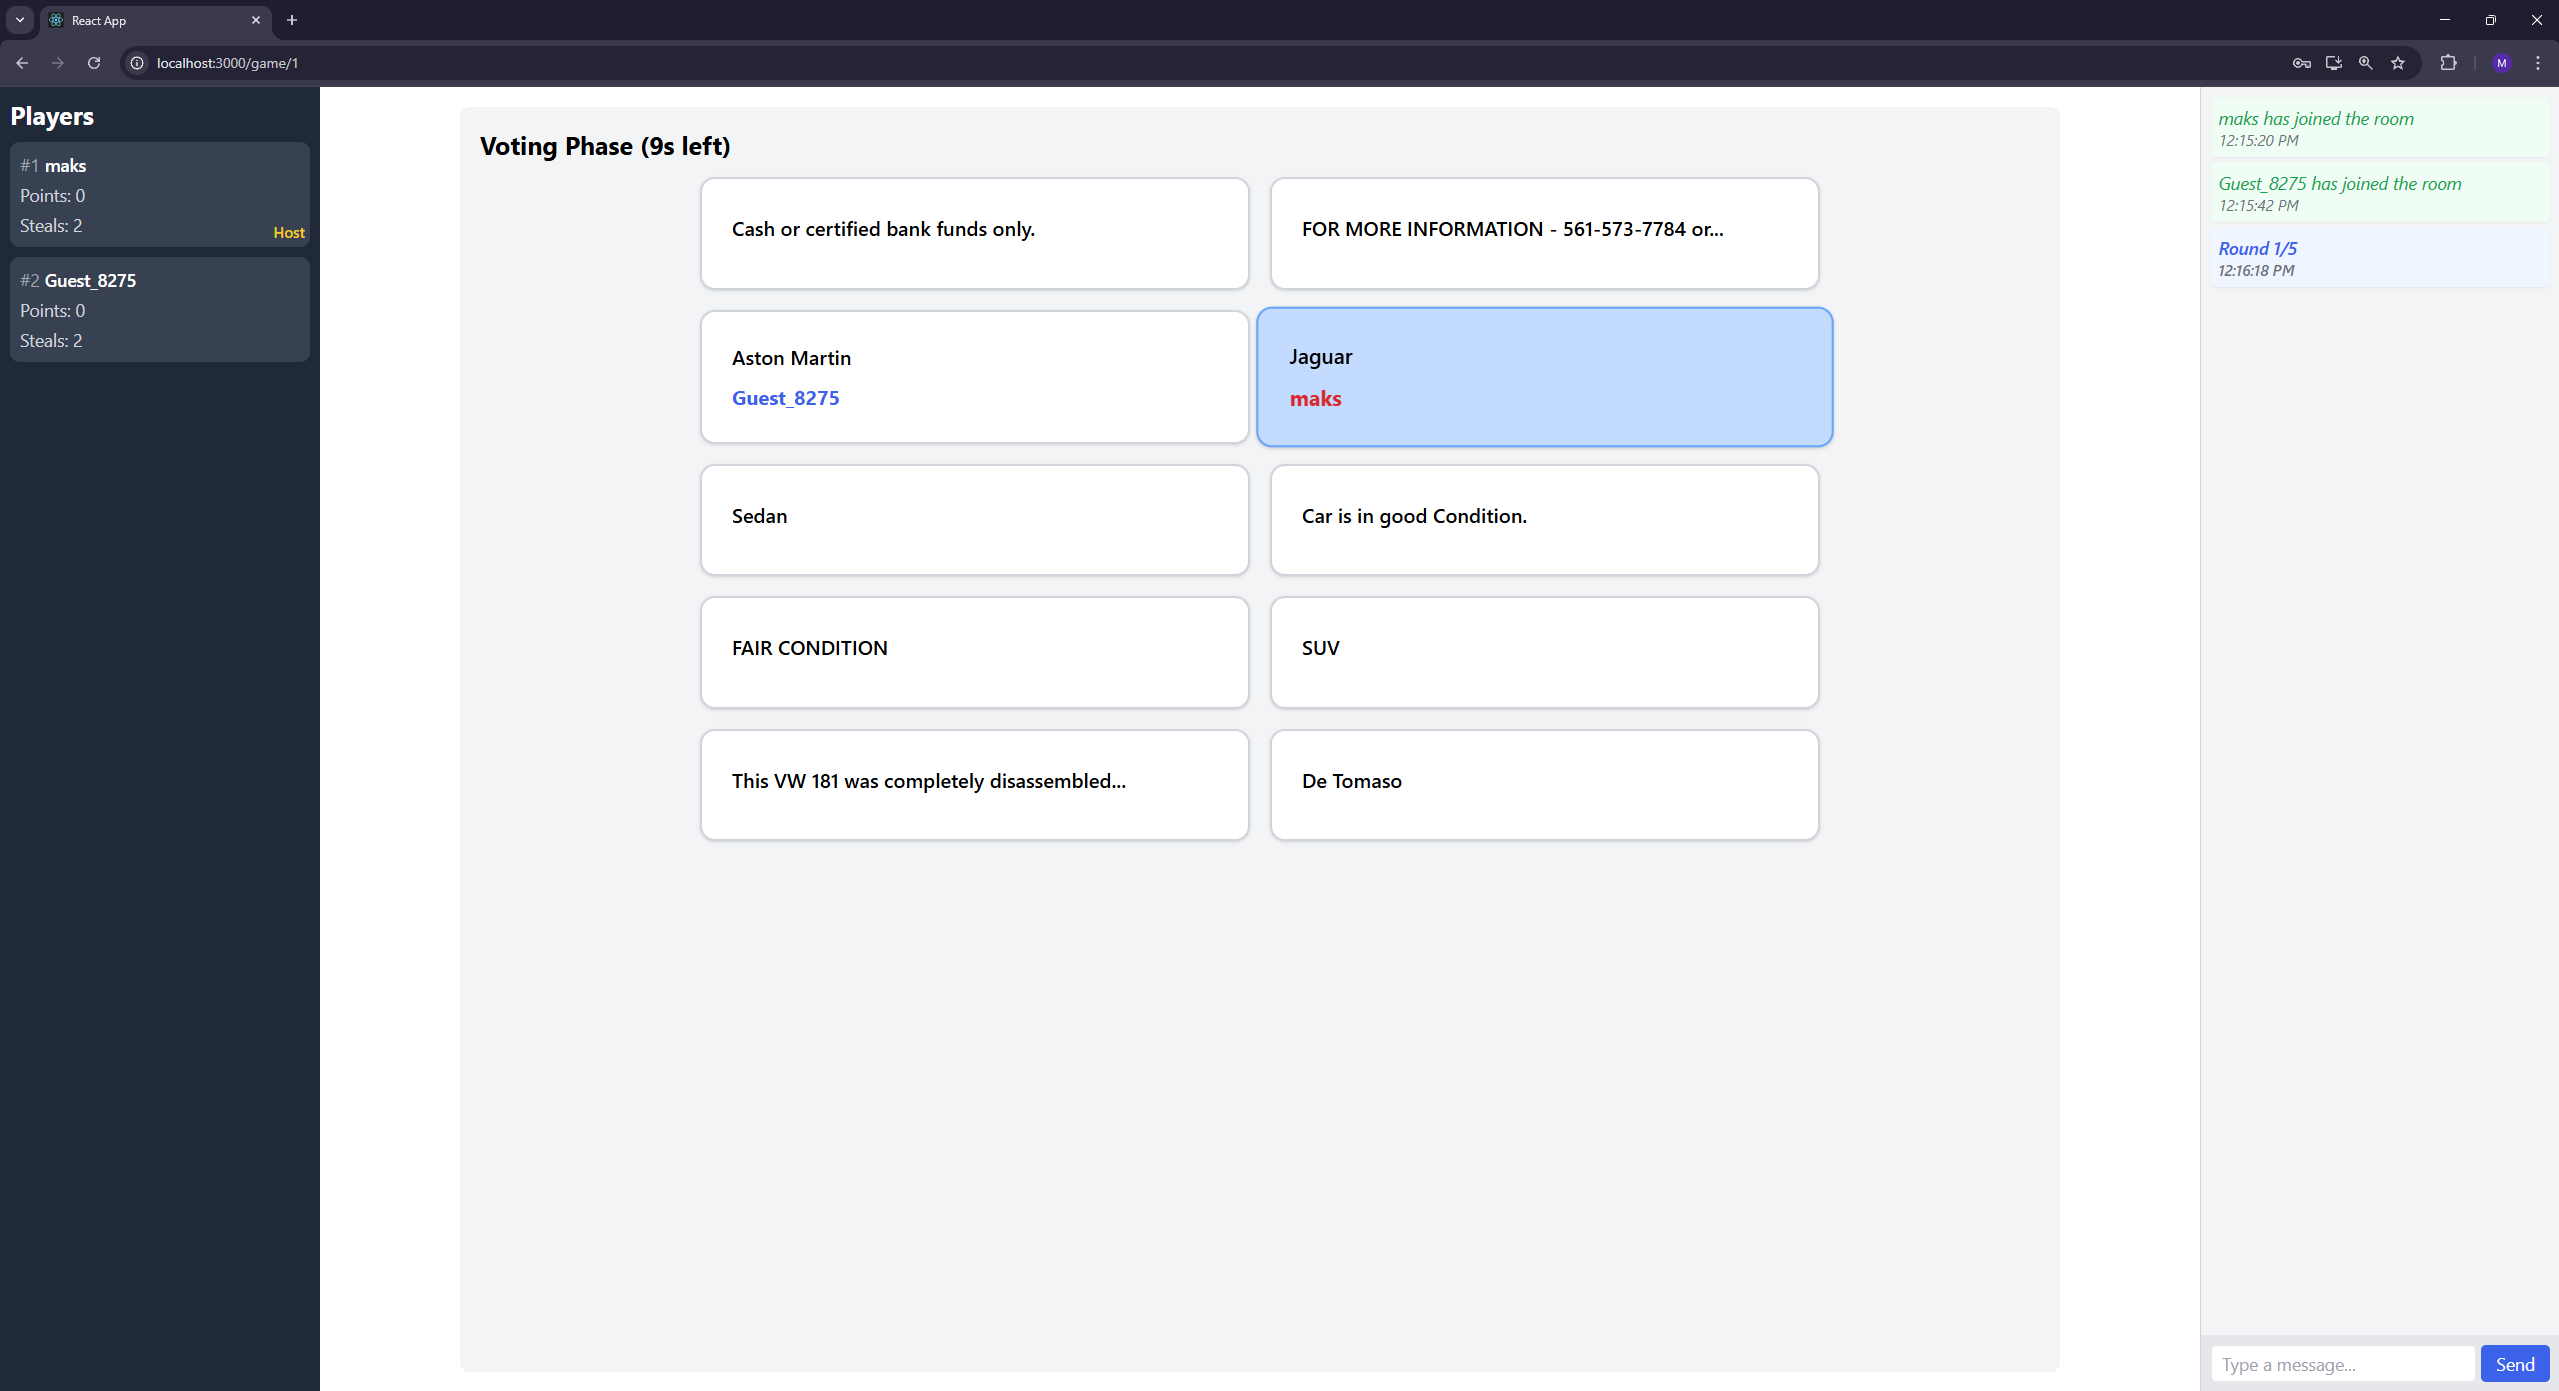 React App
localhost:3000/game/1
M
Players
#1 maks
Points: 0
Steals: 2
Host
#2 Guest_8275
Points: 0
Steals: 2
Voting Phase (9s left)
Cash or certified bank funds only.
FOR MORE INFORMATION - 561-573-7784 or...
Aston Martin
Guest_8275
Jaguar
maks
Sedan
Car is in good Condition.
FAIR CONDITION
SUV
This VW 181 was completely disassembled...
De Tomaso
maks has joined the room
12:15:20 PM
Guest_8275 has joined the room
12:15:42 PM
Round 1/5
12:16:18 PM
Type a message...
Send